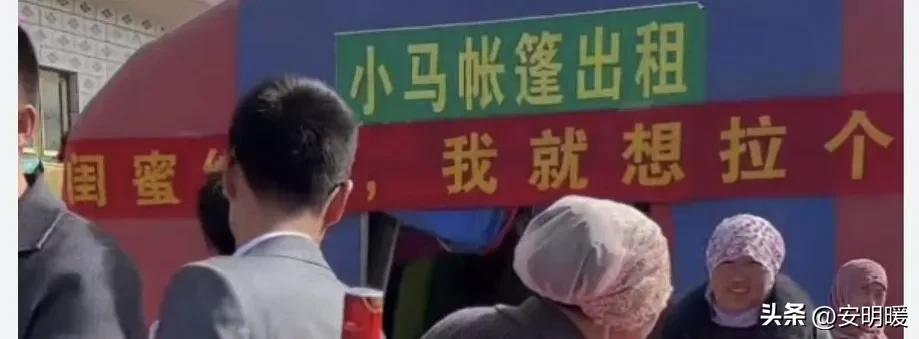 小马帐篷出租
闺蜜
，我就想拉个
头条 @安明暖